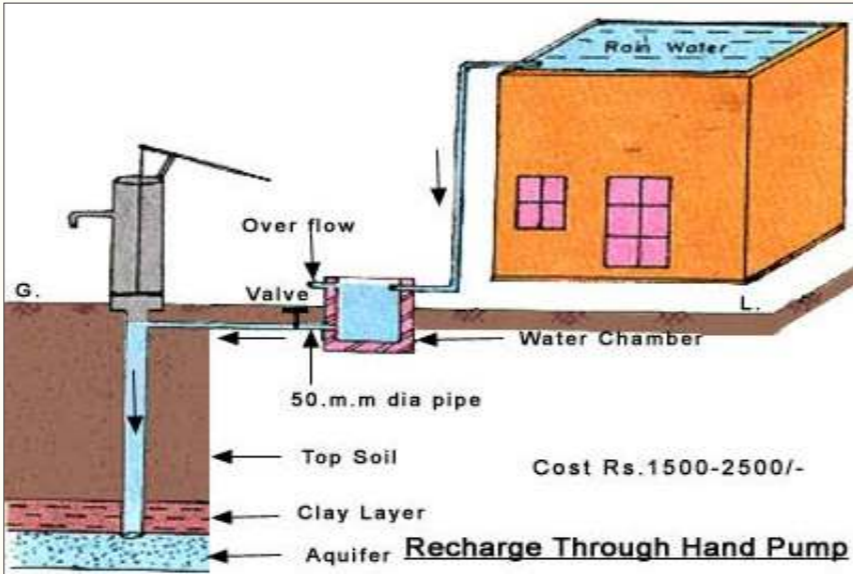 Rain Water
Over flow
G.
Valve
L.
Water Chamber
50.m.m dia pipe
Top Soil
Cost Rs.1500-2500/-
Clay Layer
Aquifer
Recharge Through Hand Pump